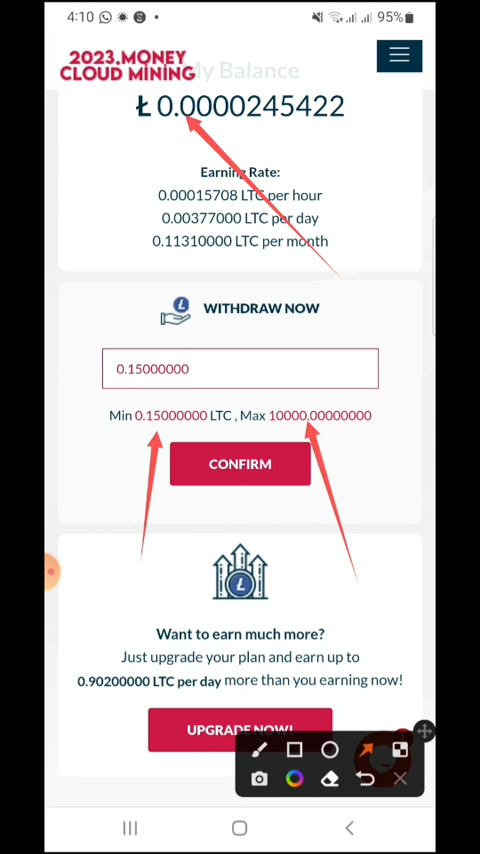 4:10
95%
2023.MONEY
CLOUD MINING
My Balance
Ł 0.0000245422
Earning Rate:
0.00015708 LTC per hour
0.00377000 LTC per day
0.11310000 LTC per month
WITHDRAW NOW
0.15000000
Min 0.15000000 LTC , Max 10000.00000000
CONFIRM
Want to earn much more?
Just upgrade your plan and earn up to
0.90200000 LTC per day more than you earning now!
UPGRADE NOW!